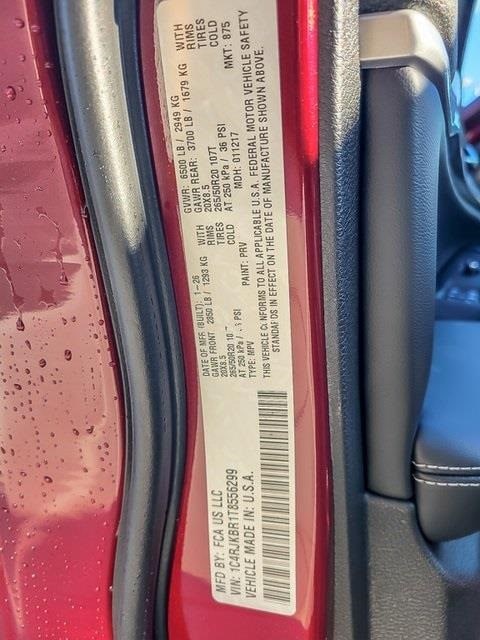 MFD BY: FCA US LLC
DATE OF MFR (BUILT): 1-26
GVWR: 6500 LB / 2949 KG
GAWR FRONT 2850 LB / 1293 KG WITH
GAWR REAR: 3700 LB / 1679 KG WITH
20X8.5 RIMS
20X8.5 RIMS
265/50R20 TIRES
265/50R20 107T TIRES
AT 250 kPa / PSI COLD
AT 250 kPa / 36 PSI COLD
TYPE: MPV PAINT: PRV MDH: 011217 MKT: 875
THIS VEHICLE CONFORMS TO ALL APPLICABLE U.S.A. FEDERAL MOTOR VEHICLE SAFETY
STANDARDS IN EFFECT ON THE DATE OF MANUFACTURE SHOWN ABOVE.
VIN: 1C4RJKBR1T8556299
VEHICLE MADE IN: U.S.A.